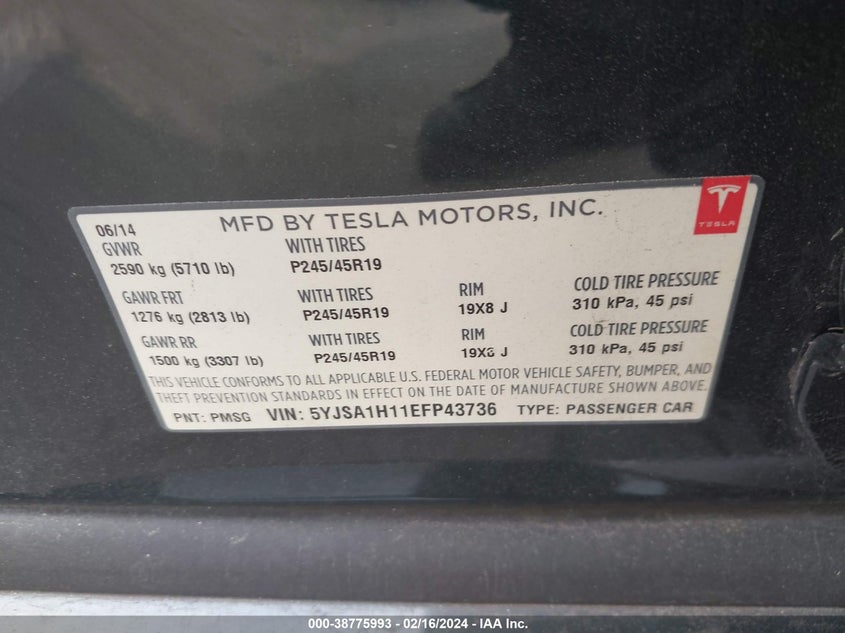 06/14 MFD BY TESLA MOTORS, INC.
TESLA
GVWR WITH TIRES
2590 kg (5710 lb) P245/45R19
GAWR FRT WITH TIRES RIM COLD TIRE PRESSURE
1276 kg (2813 lb) P245/45R19 19X8 J 310 kPa, 45 psi
GAWR RR WITH TIRES RIM COLD TIRE PRESSURE
1500 kg (3307 lb) P245/45R19 19X8 J 310 kPa, 45 psi
THIS VEHICLE CONFORMS TO ALL APPLICABLE U.S. FEDERAL MOTOR VEHICLE SAFETY, BUMPER, AND
THEFT PREVENTION STANDARDS IN EFFECT ON THE DATE OF MANUFACTURE SHOWN ABOVE.
PNT: PMSG VIN: 5YJSA1H11EFP43736 TYPE: PASSENGER CAR
000-38775993 - 02/16/2024 - IAA Inc.